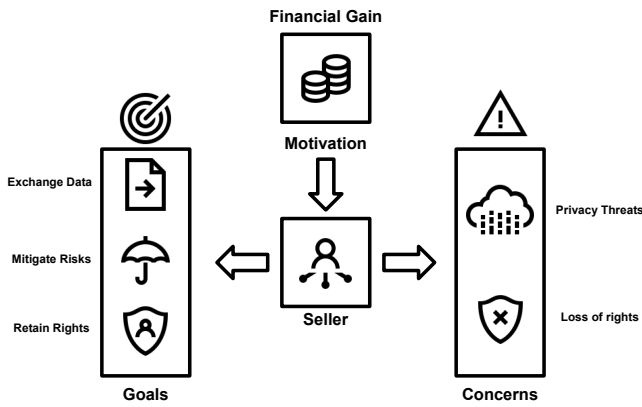 Financial Gain
Motivation
Exchange Data
Mitigate Risks
Retain Rights
Goals
Seller
Privacy Threats
Loss of rights
Concerns